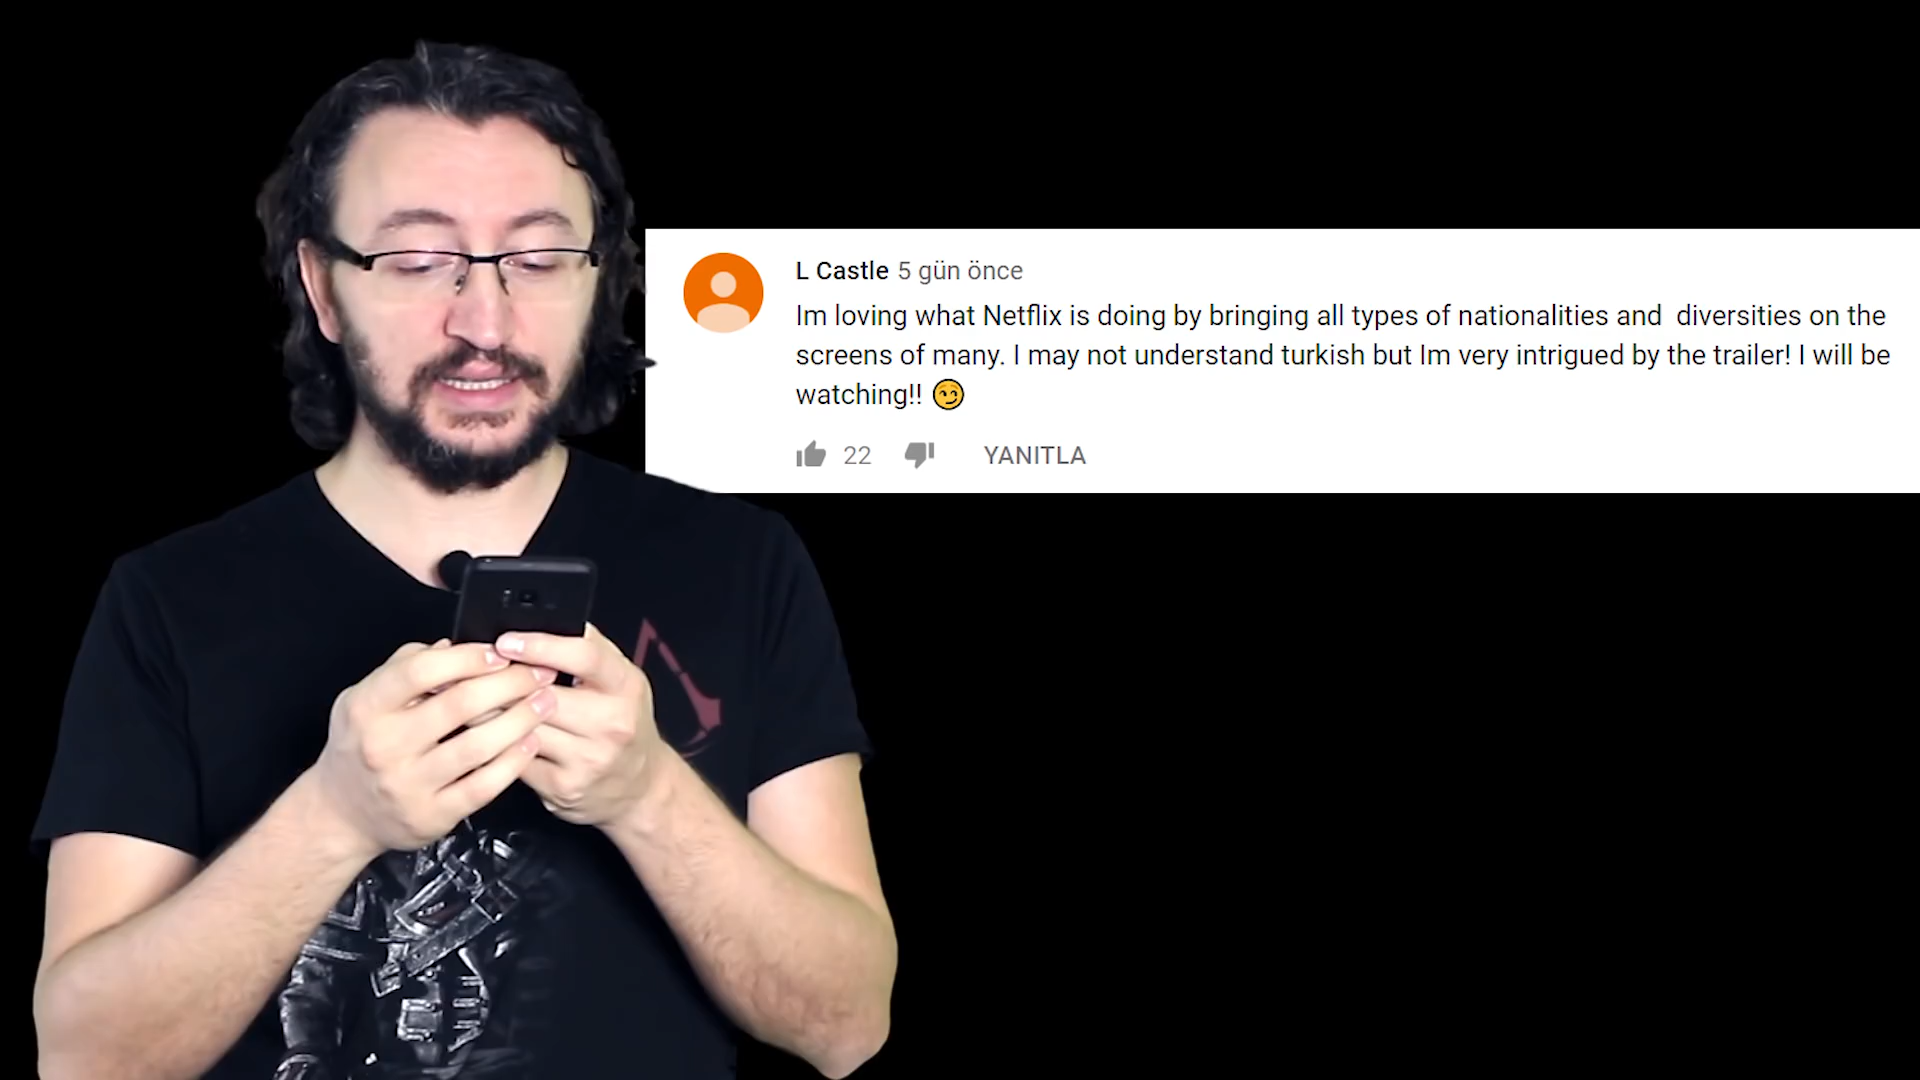 L Castle 5 gün önce
Im loving what Netflix is doing by bringing all types of nationalities and  diversities on the
screens of many. I may not understand turkish but Im very intrigued by the trailer! I will be
watching!! 😏
22 YANITLA